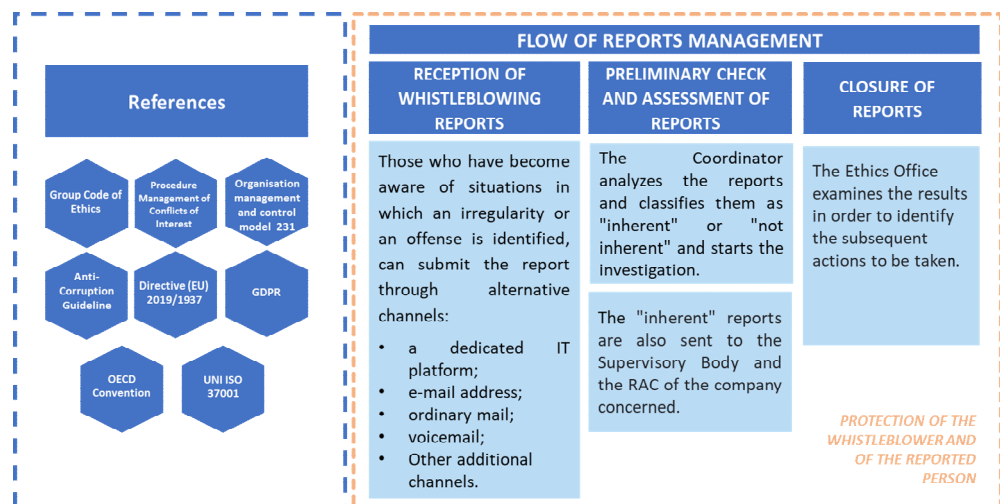 References
Group Code of
Ethics
Procedure
Management of
Conflicts of
Interest
Organisation
management
and control
model 231
Anti-
Corruption
Guideline
Directive (EU)
2019/1937
GDPR
OECD
Convention
UNI ISO
37001
FLOW OF REPORTS MANAGEMENT
RECEPTION OF
WHISTLEBLOWING
REPORTS
Those who have become
aware of situations in
which an irregularity or
an offense is identified,
can submit the report
through alternative
channels:
• a dedicated IT
platform;
• e-mail address;
• ordinary mail;
• voicemail;
• Other additional
channels.
PRELIMINARY CHECK
AND ASSESSMENT OF
REPORTS
The Coordinator
analyzes the reports
and classifies them as
"inherent" or "not
inherent" and starts the
investigation.
The "inherent" reports
are also sent to the
Supervisory Body and
the RAC of the company
concerned.
CLOSURE OF
REPORTS
The Ethics Office
examines the results
in order to identify
the subsequent
actions to be taken.
PROTECTION OF THE
WHISTLEBLOWER AND
OF THE REPORTED
PERSON